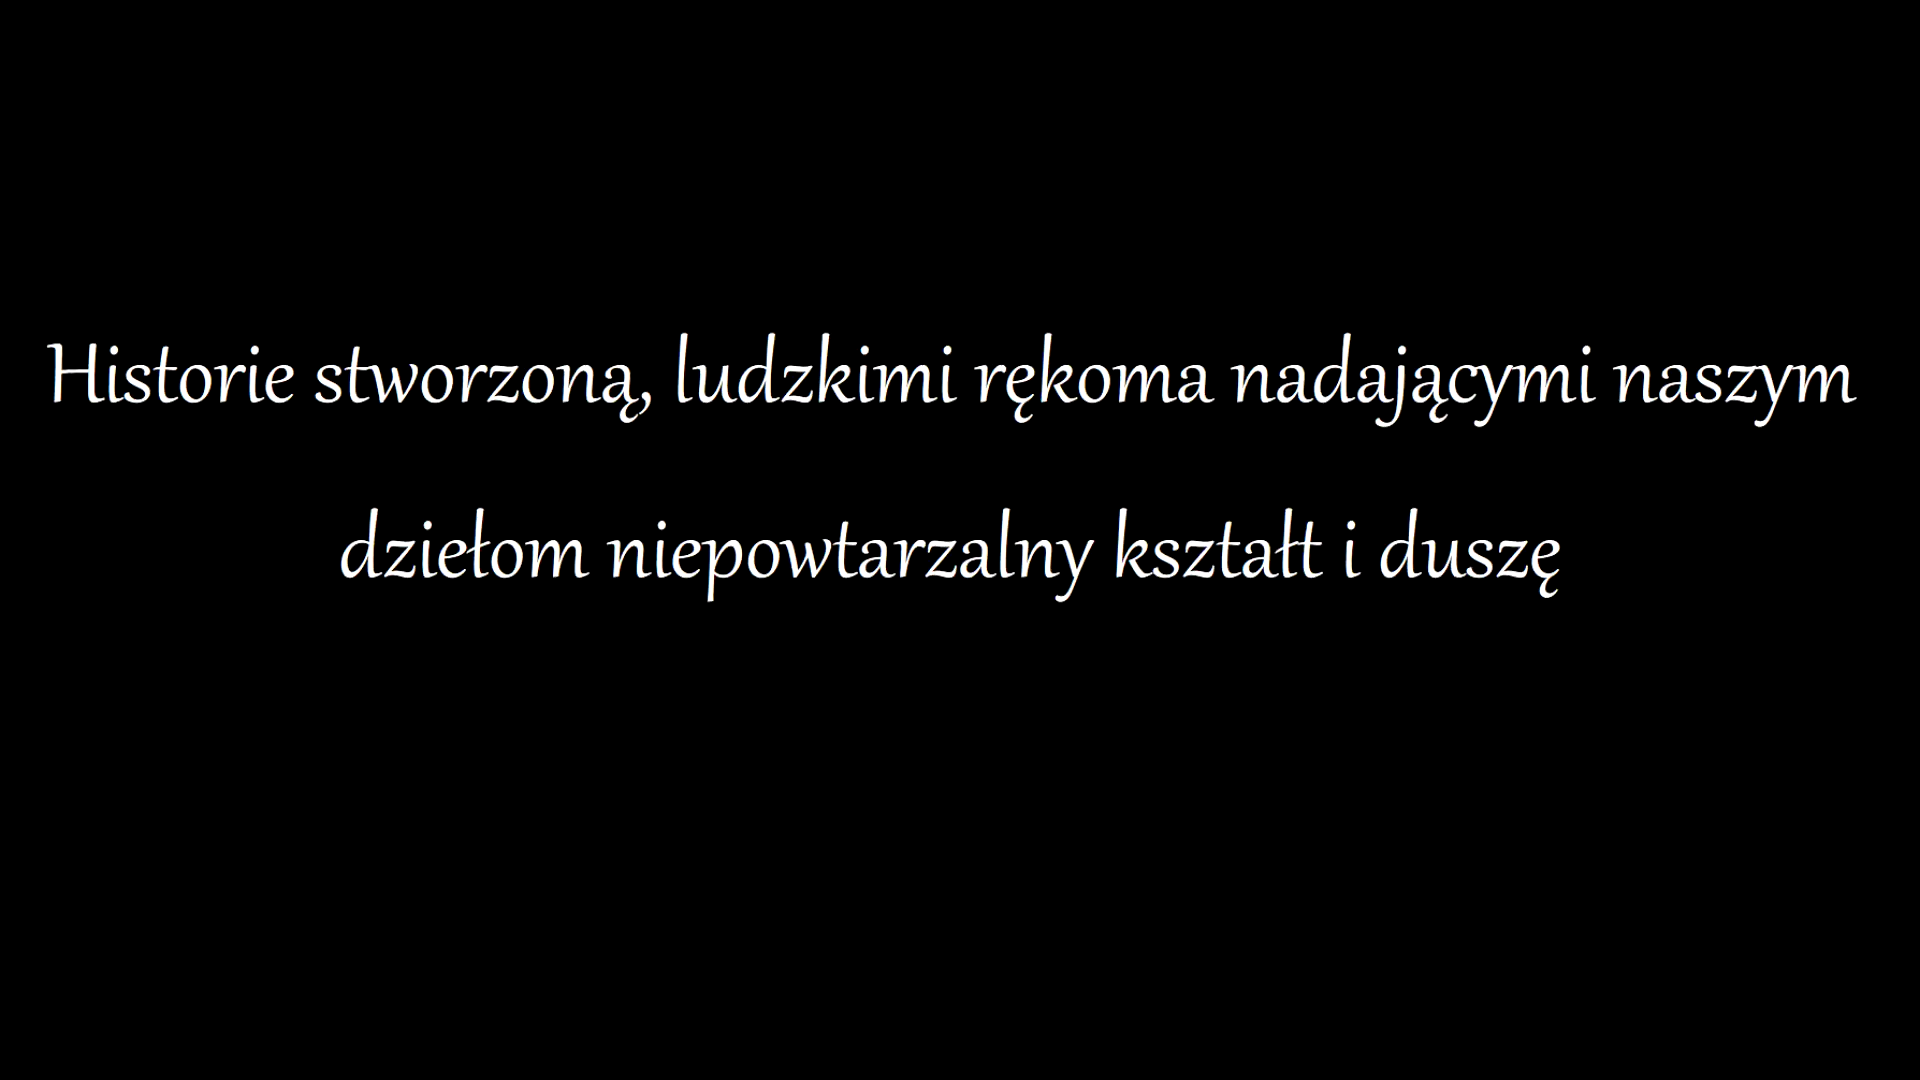 Historie stworzoną, ludzkimi rękoma nadającymi naszym
dziełom niepowtarzalny kształt i duszę